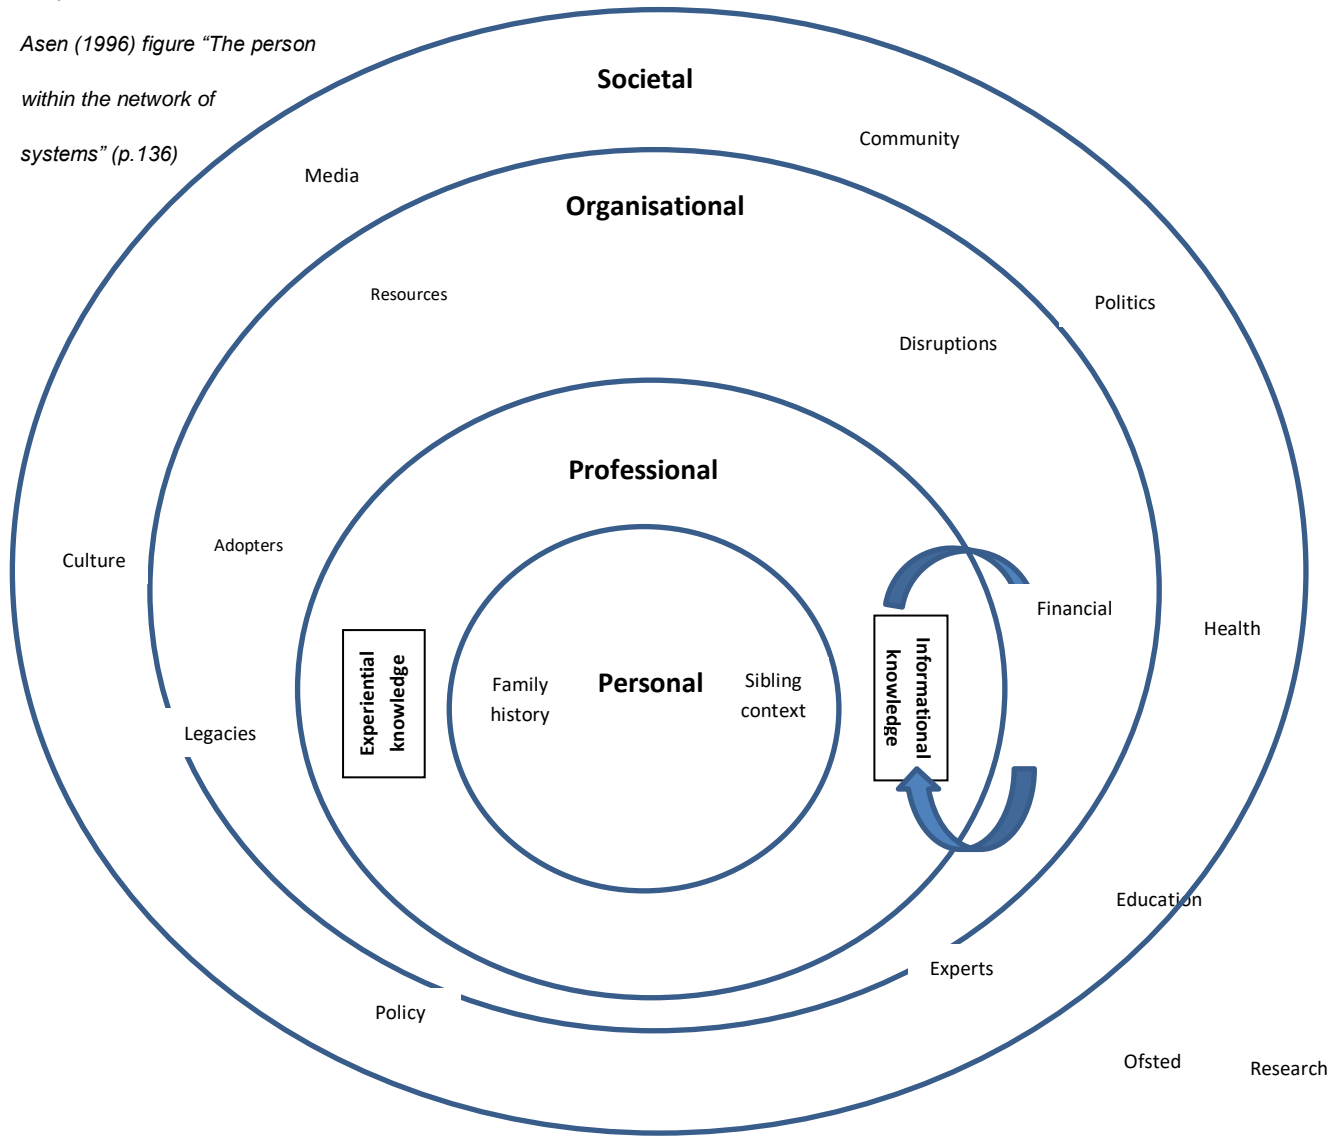 Asen (1996) figure “The person
within the network of
systems” (p.136)
Societal
Community
Media
Organisational
Resources
Politics
Disruptions
Professional
Culture
Adopters
Financial
Health
Experiential
knowledge
Family
history
Personal
Sibling
context
Informational
knowledge
Legacies
Education
Experts
Policy
Ofsted
Research